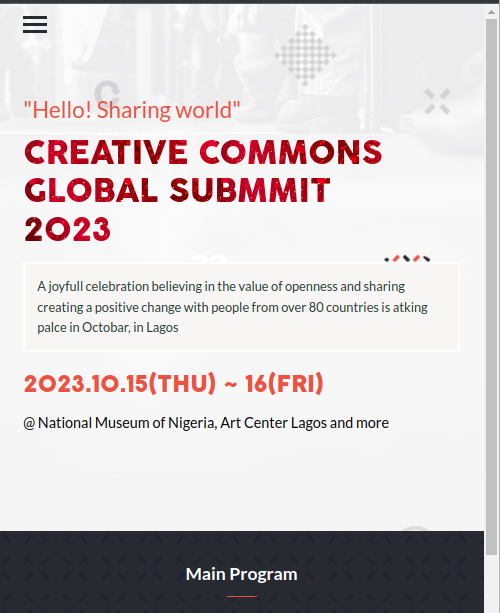 "Hello! Sharing world"
CREATIVE COMMONS
GLOBAL SUBMMIT
2023
A joyfull celebration believing in the value of openness and sharing
creating a positive change with people from over 80 countries is atking
palce in Octobar, in Lagos
2023.10.15(THU) ~ 16(FRI)
@ National Museum of Nigeria, Art Center Lagos and more
Main Program